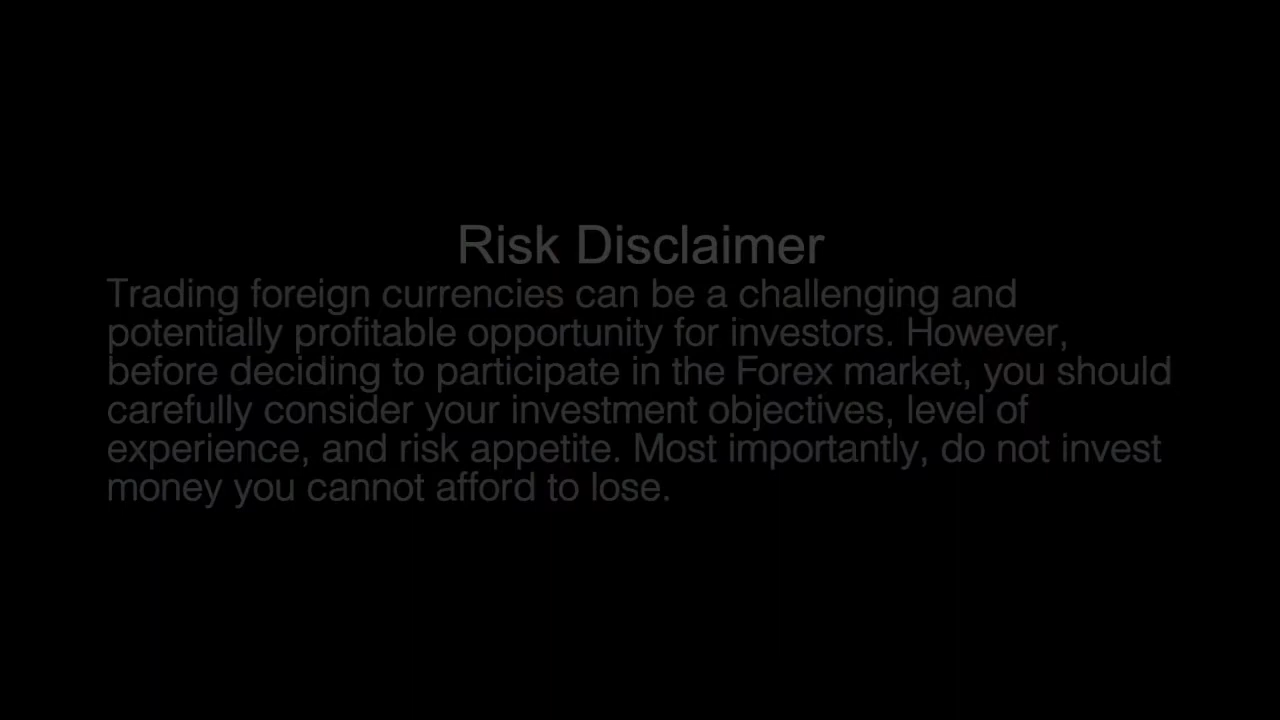 Risk Disclaimer
Trading foreign currencies can be a challenging and
potentially profitable opportunity for investors. However,
before deciding to participate in the Forex market, you should
carefully consider your investment objectives, level of
experience, and risk appetite. Most importantly, do not invest
money you cannot afford to lose.